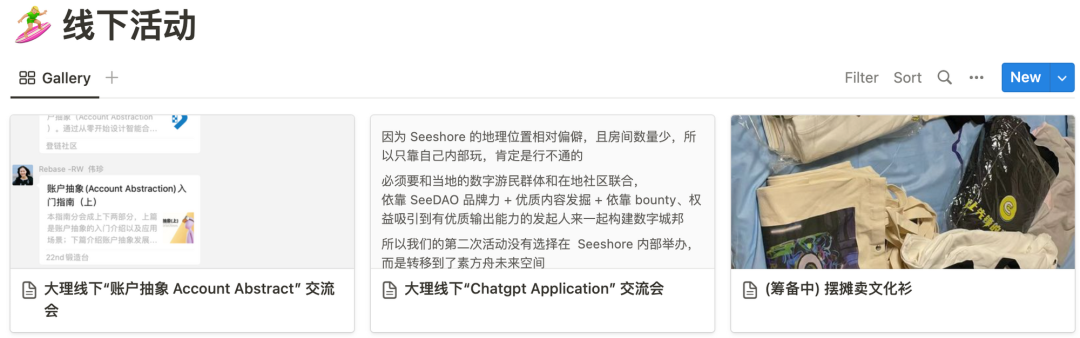 线下活动
Gallery
Filter Sort
New
户抽象 (Account Abstraction
),通过从零开始设计智能合...
登链社区
Rebase -RW 伟珍
账户抽象(Account Abstraction)入
门指南（上）
本指南分会成上下两部分，上篇
是账户抽象的入门介绍以及应用
场景；下篇介绍账户抽象发展...
22nd 锻造台
大理线下“账户抽象 Account Abstract” 交流
会
因为 Seeshore 的地理位置相对偏僻，且房间数量少，所
以只靠自己内部玩，肯定是行不通的
必须要和当地的数字游民群体和在地社区联合，
依靠 SeeDAO 品牌力 + 优质内容发掘 + 依靠 bounty、权
益吸引到有优质输出能力的发起人来一起构建数字城邦
所以我们的第二次活动没有选择在 Seeshore 内部举办，
而是转移到了素方舟未来空间
大理线下“Chatgpt Application” 交流会
(筹备中) 摆摊卖文化衫